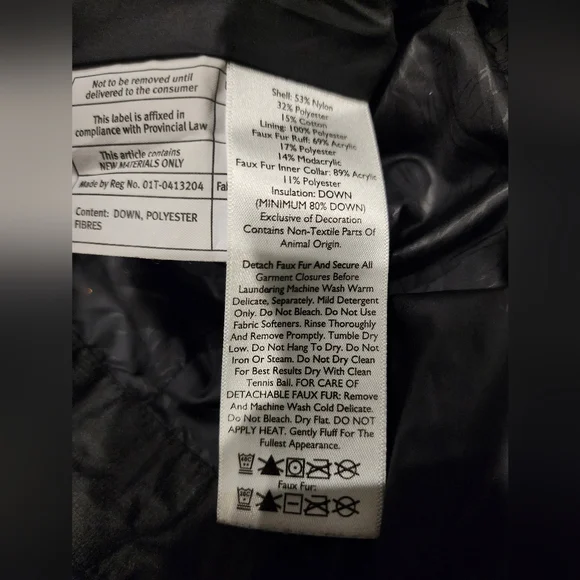 Not to be removed until
delivered to the consumer
This label is affixed in
compliance with Provincial Law
This article contains
NEW MATERIALS ONLY
Made by Reg No. 01T-0413204
Content: DOWN, POLYESTER
FIBRES
Shell: 53% Nylon
32% Polyester
15% Cotton
Lining: 100% Polyester
Faux Fur Ruff: 69% Acrylic
17% Polyester
14% Modacrylic
Faux Fur Inner Collar: 89% Acrylic
11% Polyester
Insulation: DOWN
(MINIMUM 80% DOWN)
Exclusive of Decoration
Contains Non-Textile Parts Of
Animal Origin.
Detach Faux Fur And Secure All
Garment Closures Before
Laundering Machine Wash Warm
Delicate, Separately. Mild Detergent
Only. Do Not Bleach. Do Not Use
Fabric Softeners. Rinse Thoroughly
And Remove Promptly. Tumble Dry
Low. Do Not Hang To Dry. Do Not
Iron Or Steam. Do Not Dry Clean
For Best Results Dry With Clean
Tennis Ball. FOR CARE OF
DETACHABLE FAUX FUR: Remove
And Machine Wash Cold Delicate.
Do Not Bleach. Dry Flat. DO NOT
APPLY HEAT. Gently Fluff For The
Fullest Appearance.
Faux Fur: